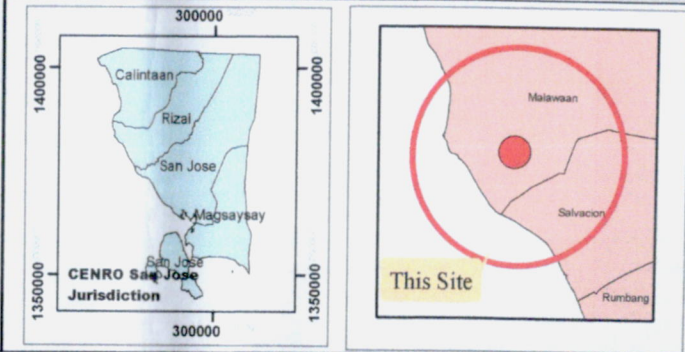 300000
1400000
1400000
Calintaan
Rizal
San Jose
Magsaysay
San Jose
CENRO San Jose
Jurisdiction
1350000
1350000
300000
Malawaan
Salvacion
This Site
Rumbang